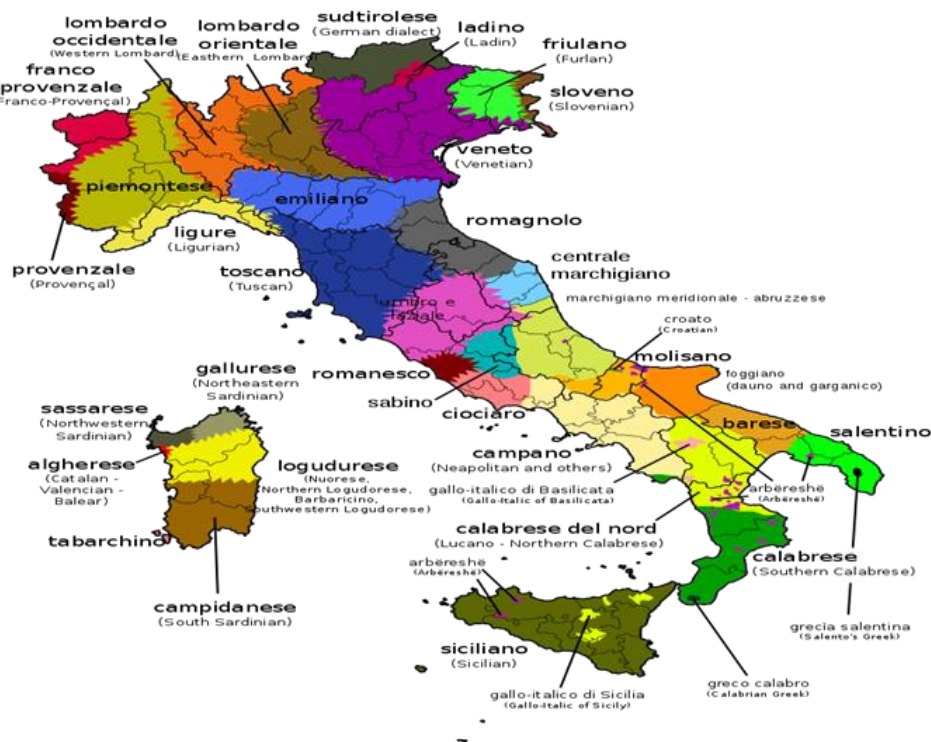 lombardo
occidentale
(Western Lombard)
lombardo
orientale
(Eastern Lombard)
sudtirolese
(German dialect)
ladino
(Ladin)
friulano
(Furlan)
franco
provenzale
Franco-Provençal)
sloveno
(Slovenian)
veneto
(Venetian)
piemontese
emiliano
romagnolo
ligure
(Ligurian)
provenzale
(Provençal)
toscano
(Tuscan)
centrale
marchigiano
marchigiano meridionale - abruzzese
umbro e
laziale
croato
(Croatian)
molisano
foggiano
(dauno and garganico)
romanesco
sabino
ciociaro
gallurese
(Northeastern
Sardinian)
sassarese
(Northwestern
Sardinian)
barese
salentino
campano
(Neapolitan and others)
algherese
(Catalan -
Valencian -
Balear)
logudurese
(Nuorese,
Northern Logudorese,
Barbaricino,
Southwestern Logudorese)
gallo-italico di Basilicata
(Gallo-Italic of Basilicata)
arbëreshë
(Arbëreshë)
tabarchino
calabrese del nord
(Lucano - Northern Calabrese)
calabrese
(Southern Calabrese)
arbëreshë
(Arbëreshë)
campidanese
(South Sardinian)
grecìa salentina
(Salento's Greek)
siciliano
(Sicilian)
gallo-italico di Sicilia
(Gallo-Italic of Sicily)
greco calabro
(Calabrian Greek)